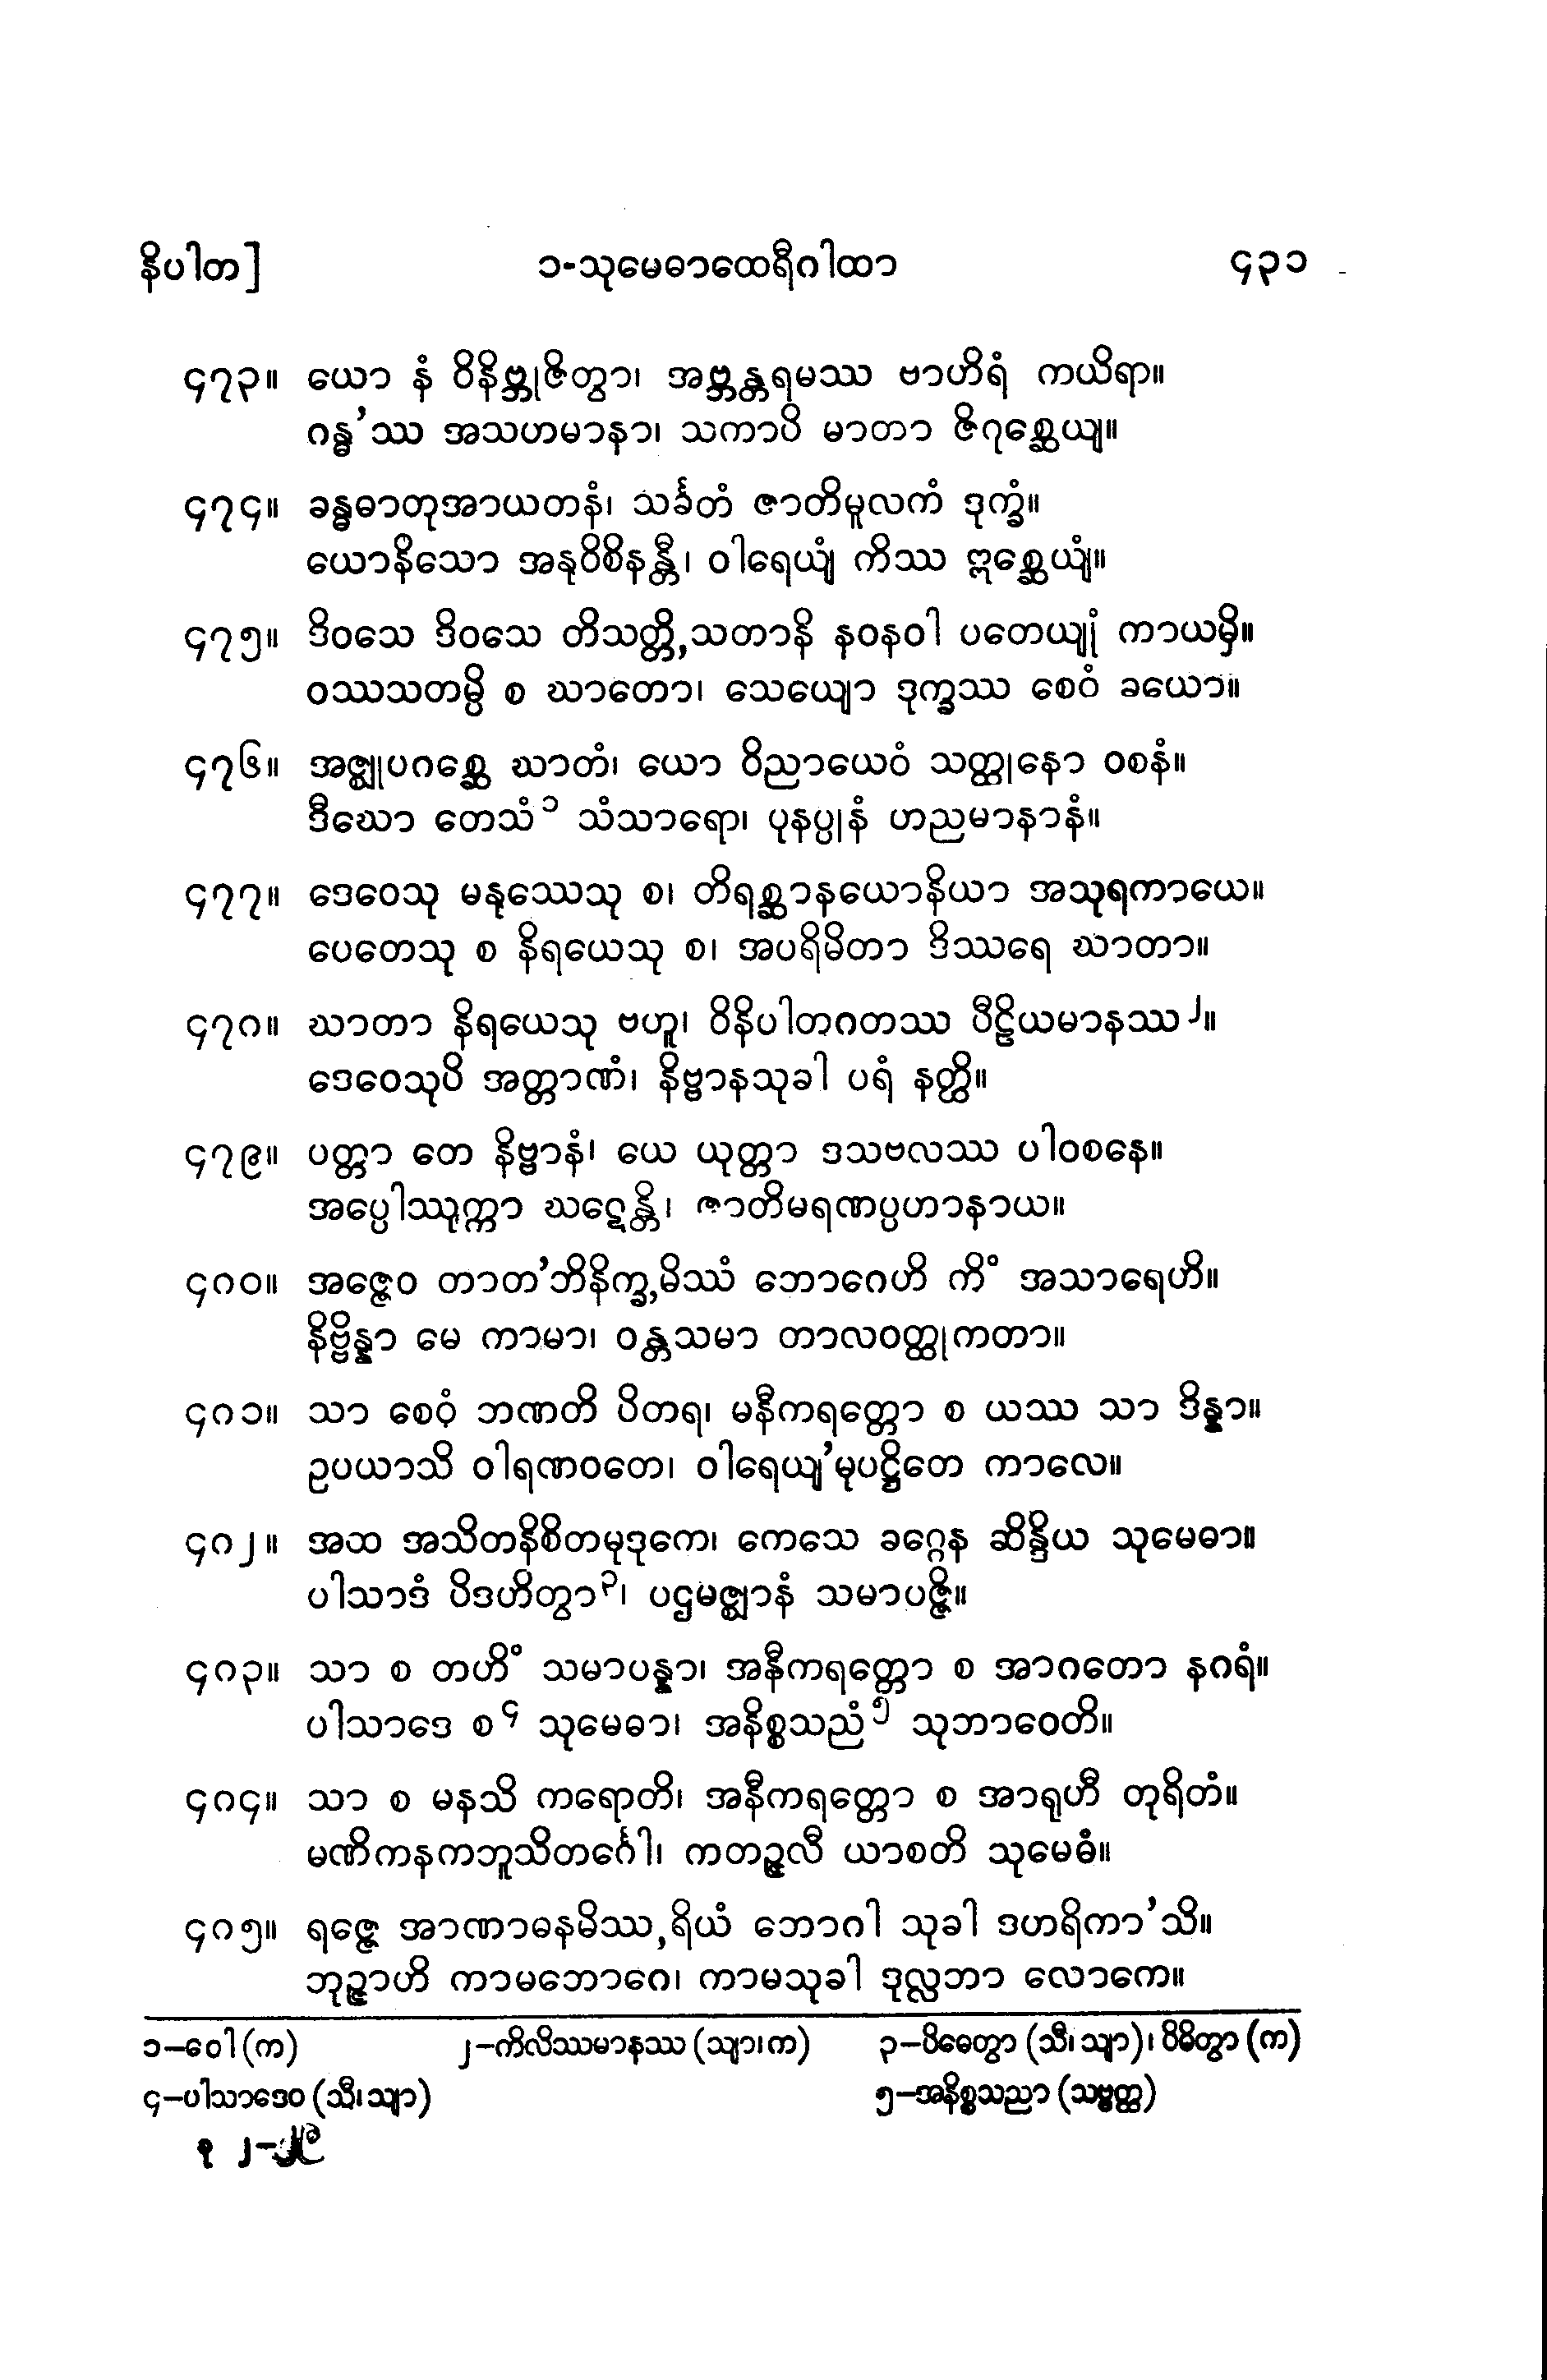 နိပါတ]	၁-သုမေဓာထေရီဂါထာ	၄၃၁
၄၇၃။ ယော နံ ဝိနိဗ္ဘုဇိတွာ၊ အဗ္ဘန္တရမဿ ဗာဟိရံ ကယိရာ။
ဂန္ဓ’ဿ အသဟမာနာ၊ သကာပိ မာတာ ဇိဂုစ္ဆေယျ။
၄၇၄။ ခန္ဓဓာတုအာယတနံ၊ သင်္ခတံ ဇာတိမူလကံ ဒုက္ခံ။
ယောနိသော အနုဝိစိနန္တီ၊ ဝါရေယျံ ကိဿ ဣစ္ဆေယျံ။
၄၇၅။ ဒိဝသေ ဒိဝသေ တိသတ္တိ,သတာနိ နဝနဝါ ပတေယျုံ ကာယမှိ။
ဝဿသတမ္ပိ စ ဃာတော၊ သေယျော ဒုက္ခဿ စေဝံ ခယော။
၄၇၆။ အဇ္ဈုပဂစ္ဆေ ဃာတံ၊ ယော ဝိညာယေဝံ သတ္ထုနော ဝစနံ။
ဒီဃော တေသံ၁ သံသာရော၊ ပုနပ္ပုနံ ဟညမာနာနံ။
၄၇၇။ ဒေဝေသု မနုဿေသု စ၊ တိရစ္ဆာနယောနိယာ အသုရကာယေ။
ပေတေသု စ နိရယေသု စ၊ အပရိမိတာ ဒိဿရေ ဃာတာ။
၄၇၈။ ဃာတာ နိရယေသု ဗဟူ၊ ဝိနိပါတဂတဿ ပီဠိယမာနဿ၂။
ဒေဝေသုပိ အတ္တာဏံ၊ နိဗ္ဗာနသုခါ ပရံ နတ္ထိ။
၄၇၉။ ပတ္တာ တေ နိဗ္ဗာနံ၊ ယေ ယုတ္တာ ဒသဗလဿ ပါဝစနေ။
အပ္ပေါဿုက္ကာ ဃဋေန္တိ၊ ဇာတိမရဏပ္ပဟာနာယ။
၄၈၀။ အဇ္ဇေဝ တာတ’ဘိနိက္ခ,မိဿံ ဘောဂေဟိ ကိံ အသာရေဟိ။
နိဗ္ဗိန္နာ မေ ကာမာ၊ ဝန္တသမာ တာလဝတ္ထုကတာ။
၄၈၁။ သာ စေဝံ ဘဏတိ ပိတရ၊ မနီကရတ္တော စ ယဿ သာ ဒိန္နာ။
ဥပယာသိ ဝါရဏဝတေ၊ ဝါရေယျ’မုပဋ္ဌိတေ ကာလေ။
၄၈၂။ အထ အသိတနိစိတမုဒုကေ၊ ကေသေ ခဂ္ဂေန ဆိန္ဒိယ သုမေဓာ။
ပါသာဒံ ပိဒဟိတွာ၃၊ ပဌမဇ္ဈာနံ သမာပဇ္ဇိ။
၄၈၃။ သာ စ တဟိံ သမာပန္နာ၊ အနီကရတ္တော စ အာဂတော နဂရံ။
ပါသာဒေ စ၄ သုမေဓာ၊ အနိစ္စသညံ၅ သုဘာဝေတိ။
၄၈၄။ သာ စ မနသိ ကရောတိ၊ အနီကရတ္တော စ အာရုဟီ တုရိတံ။
မဏိကနကဘူသိတင်္ဂေါ၊ ကတဉ္ဇလီ ယာစတိ သုမေဓံ။
၄၈၅။ ရဇ္ဇေ အာဏာဓနမိဿ,ရိယံ ဘောဂါ သုခါ ဒဟရိကာ’သိ။
ဘုဉ္ဇာဟိ ကာမဘောဂေ၊ ကာမသုခါ ဒုလ္လဘာ လောကေ။
၁–ဝေါ (က)	၂–ကိလိဿမာနဿ (သျာ၊က)	၃–ပိဓေတွာ (သီ၊သျာ)၊ ပိဓိတွာ (က)
၄–ပါသာဒေဝ (သီ၊သျာ)	၅–အနိစ္စသညာ (သဗ္ဗတ္ထ)